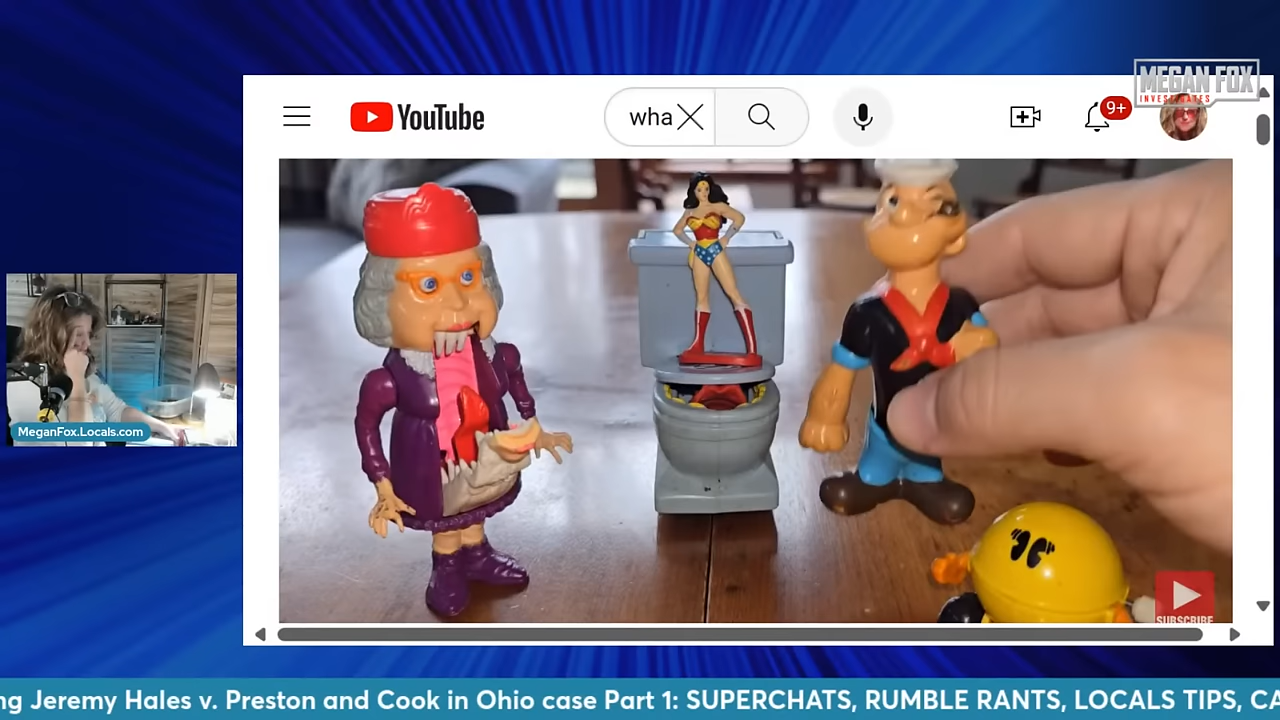 MEGAN FOX
INVESTIGATES
YouTube
wha
9+
MeganFox.Locals.com
SUBSCRIBE
ng Jeremy Hales v. Preston and Cook in Ohio case Part 1: SUPERCHATS, RUMBLE RANTS, LOCALS TIPS, CA